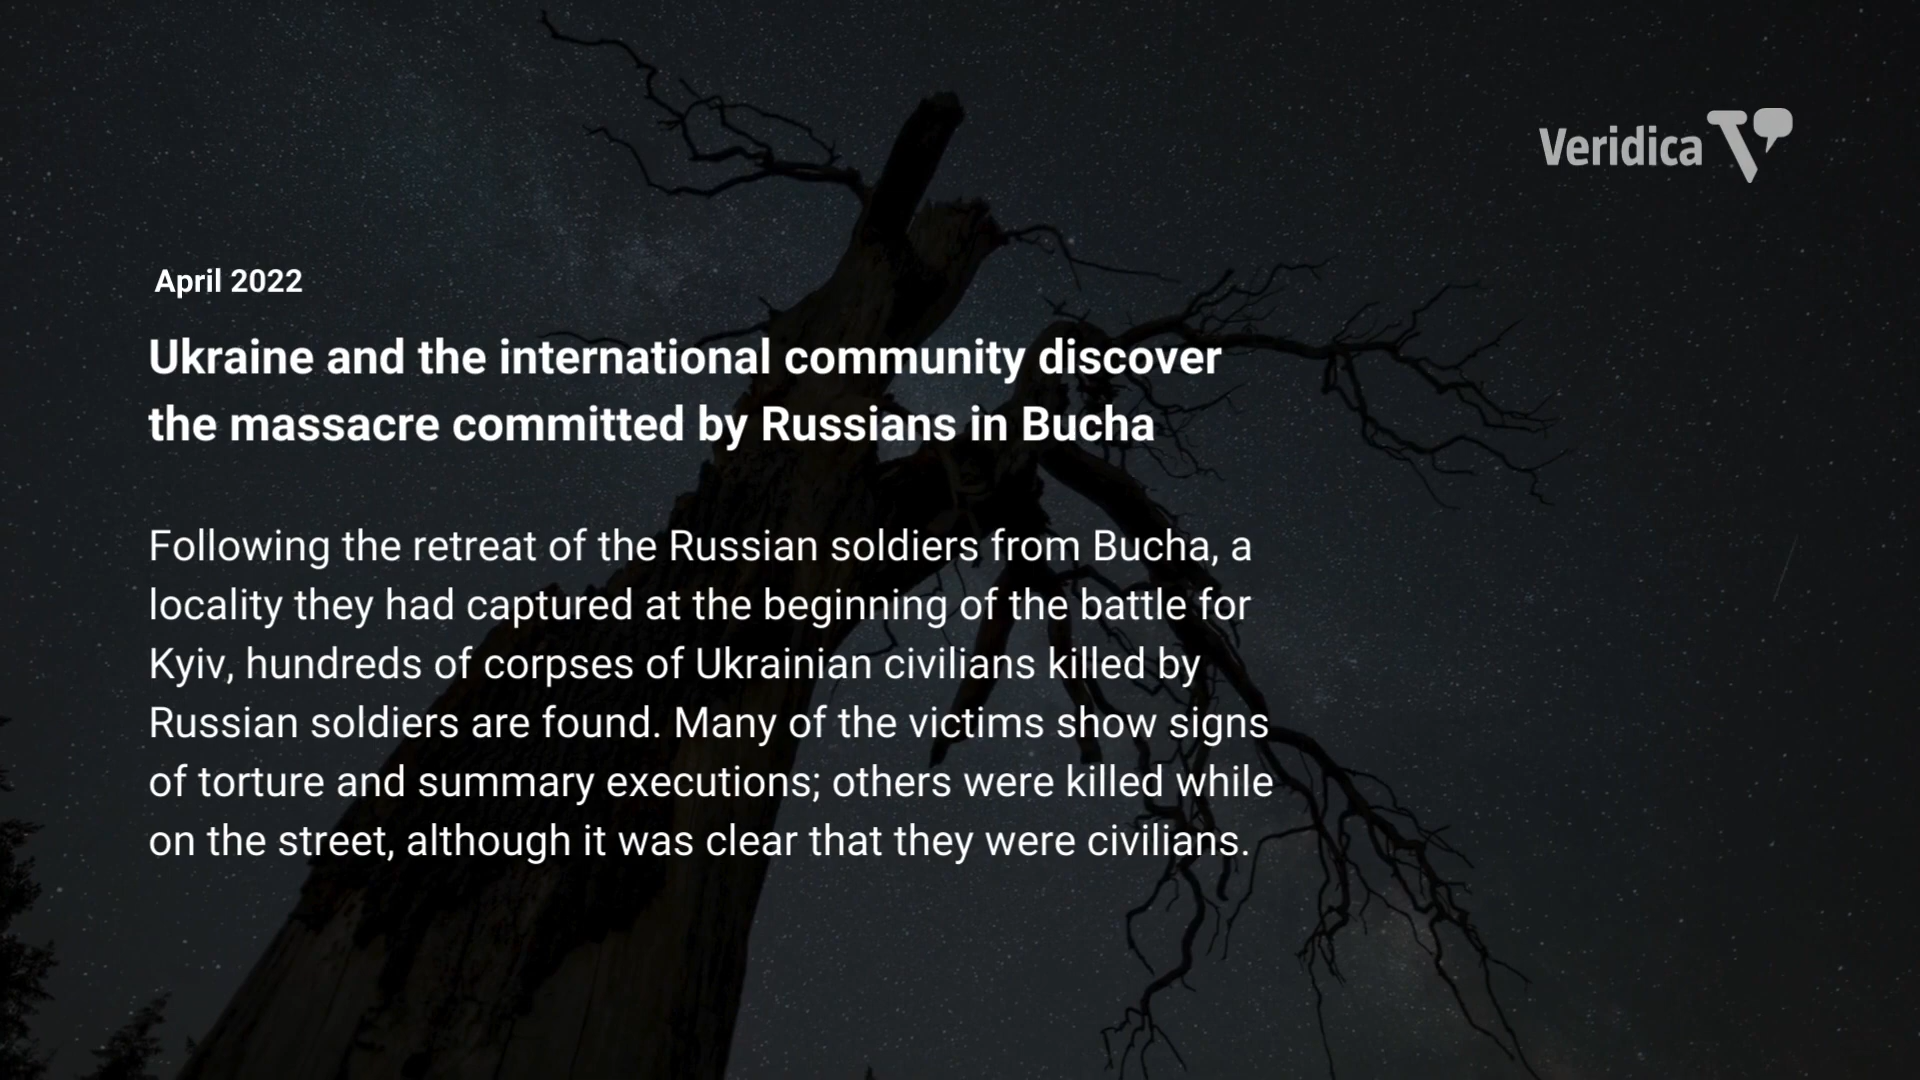 Veridica
April 2022
Ukraine and the international community discover
the massacre committed by Russians in Bucha
Following the retreat of the Russian soldiers from Bucha, a
locality they had captured at the beginning of the battle for
Kyiv, hundreds of corpses of Ukrainian civilians killed by
Russian soldiers are found. Many of the victims show signs
of torture and summary executions; others were killed while
on the street, although it was clear that they were civilians.